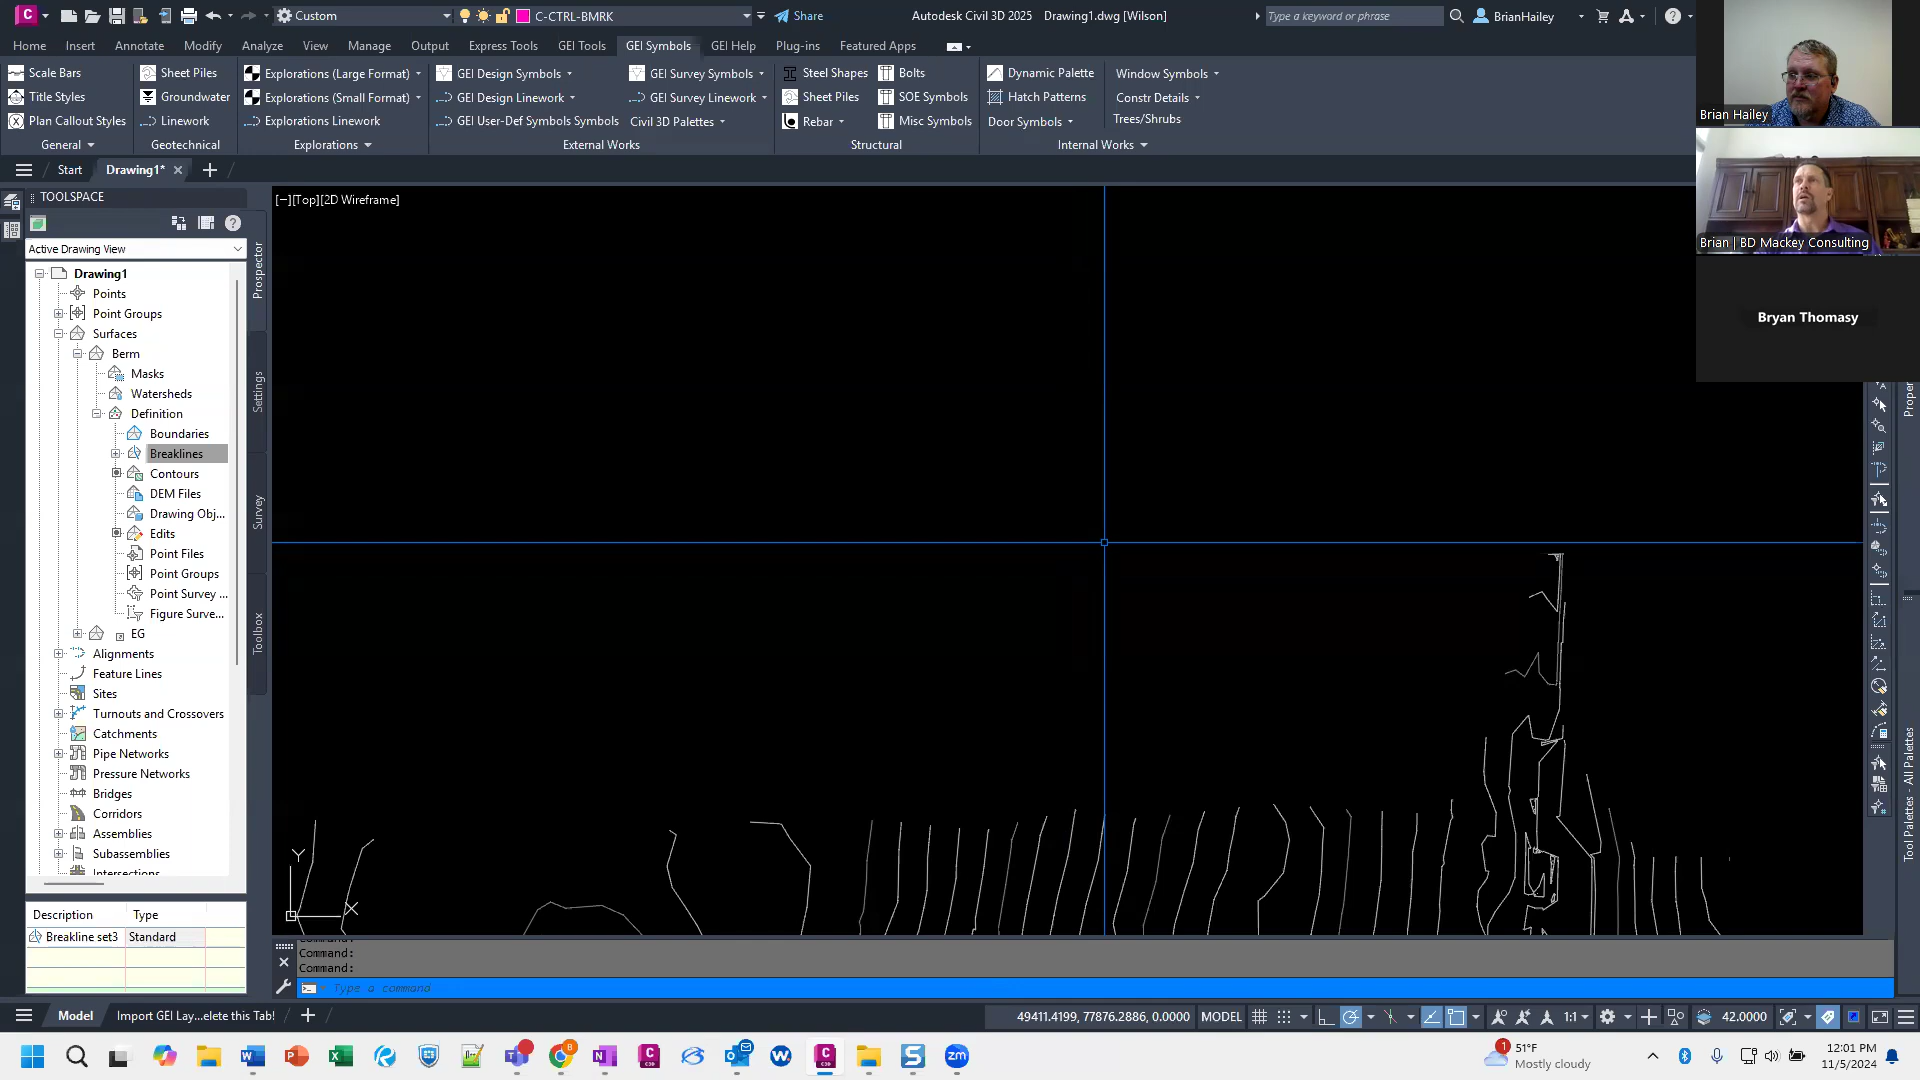 Custom
C-CTRL-BMRK
Share
Autodesk Civil 3D 2025 Drawing1.dwg [Wilson]
Type a keyword or phrase
BrianHailey
Home Insert Annotate Modify Analyze View Manage Output Express Tools GEI Tools GEI Symbols GEI Help Plug-ins Featured Apps
Scale Bars Sheet Piles Explorations (Large Format) GEI Design Symbols GEI Survey Symbols Steel Shapes Bolts Dynamic Palette Window Symbols
Title Styles Groundwater Explorations (Small Format) GEI Design Linework GEI Survey Linework Sheet Piles SOE Symbols Hatch Patterns Constr Details
Plan Callout Styles Linework Explorations Linework GEI User-Def Symbols Symbols Civil 3D Palettes Rebar Misc Symbols Door Symbols Trees/Shrubs
General Geotechnical Explorations External Works Structural Internal Works
Brian Hailey
Brian | BD Mackey Consulting
Bryan Thomasy
Start Drawing1*
TOOLSPACE
[−][Top][2D Wireframe]
Active Drawing View
Drawing1
Points
Point Groups
Surfaces
Berm
Masks
Watersheds
Definition
Boundaries
Breaklines
Contours
DEM Files
Drawing Obj...
Edits
Point Files
Point Groups
Point Survey ...
Figure Surve...
EG
Alignments
Feature Lines
Sites
Turnouts and Crossovers
Catchments
Pipe Networks
Pressure Networks
Bridges
Corridors
Assemblies
Subassemblies
Intersections
Prospector
Settings
Survey
Toolbox
Description Type
Breakline set3 Standard
Y
X
Tool Palettes - All Palettes
Command:
Command:
Type a command
Model Import GEI Lay...elete this Tab!
49411.4199, 77876.2886, 0.0000 MODEL 1:1 42.0000
51°F
Mostly cloudy
12:01 PM
11/5/2024